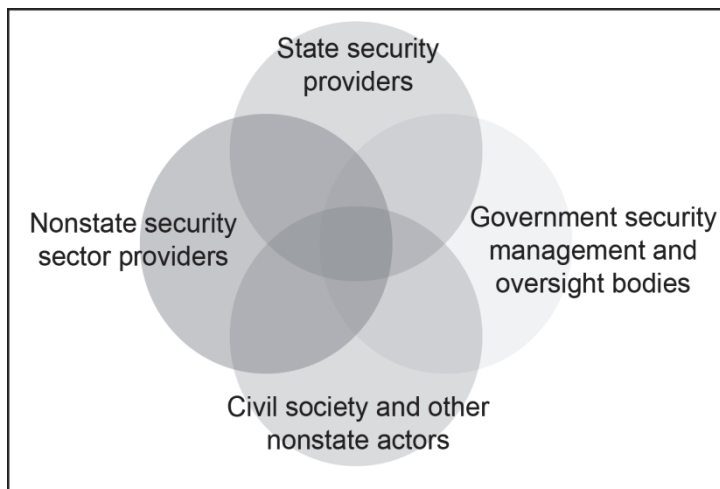 State security
providers
Nonstate security
sector providers
Government security
management and
oversight bodies
Civil society and other
nonstate actors